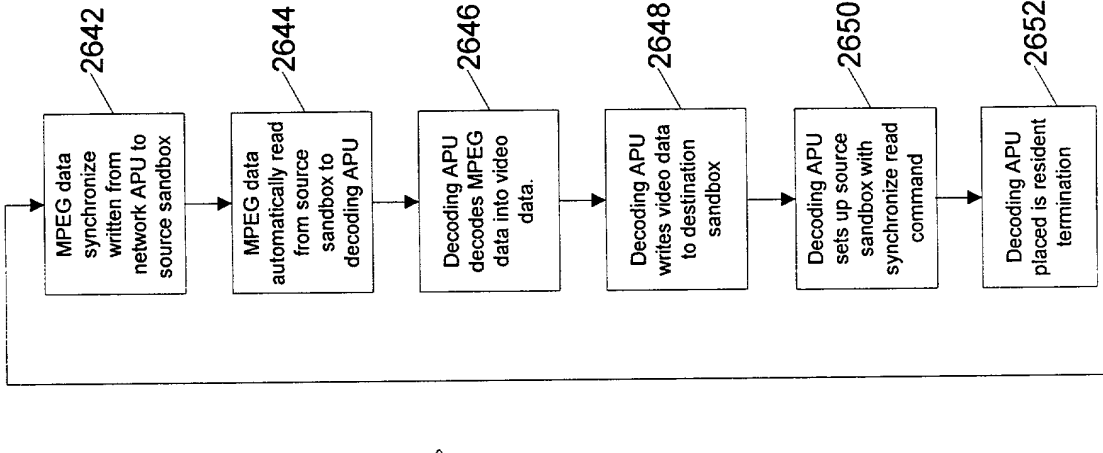 MPEG data
synchronize
written from
network APU to
source sandbox
2642
MPEG data
automatically read
from source
sandbox to
decoding APU
2644
Decoding APU
decodes MPEG
data into video
data.
2646
Decoding APU
writes video data
to destination
sandbox
2648
Decoding APU
sets up source
sandbox with
synchronize read
command
2650
Decoding APU
placed is resident
termination
2652